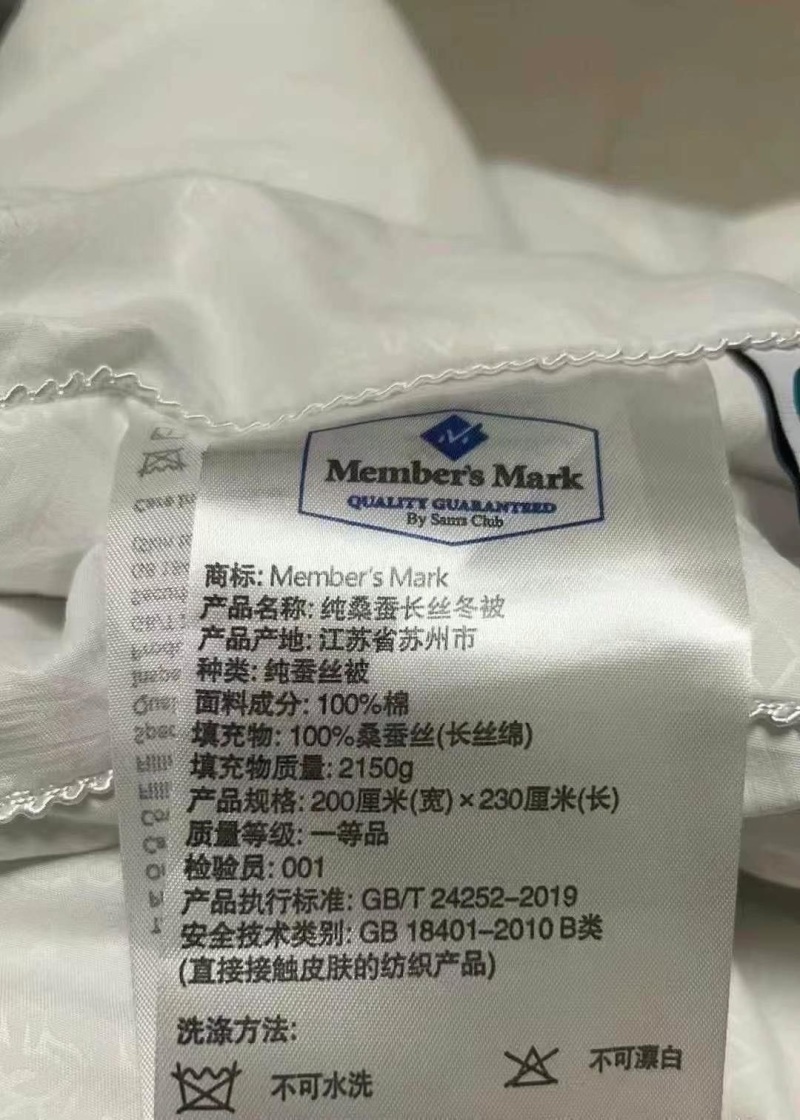 Member's Mark
QUALITY GUARANTEED
By Sam's Club
商标: Member's Mark
产品名称: 纯桑蚕长丝冬被
产品产地: 江苏省苏州市
种类: 纯蚕丝被
面料成分: 100%棉
填充物: 100%桑蚕丝(长丝绵)
填充物质量: 2150g
产品规格: 200厘米(宽)×230厘米(长)
质量等级: 一等品
检验员: 001
产品执行标准: GB/T 24252-2019
安全技术类别: GB 18401-2010 B类
(直接接触皮肤的纺织产品)
洗涤方法:
不可水洗 不可漂白